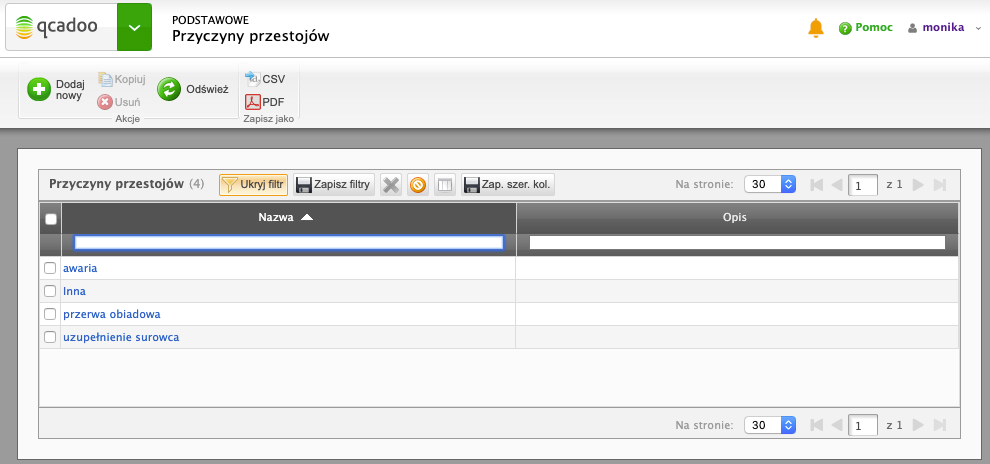 qcadoo
PODSTAWOWE
Przyczyny przestojów
Pomoc
monika
Dodaj nowy
Kopiuj
Usuń
Akcje
Odśwież
CSV
PDF
Zapisz jako
Przyczyny przestojów (4)
Ukryj filtr
Zapisz filtry
Zap. szer. kol.
Na stronie: 30
1 z 1
Nazwa
Opis
awaria
Inna
przerwa obiadowa
uzupełnienie surowca
Na stronie: 30
1 z 1